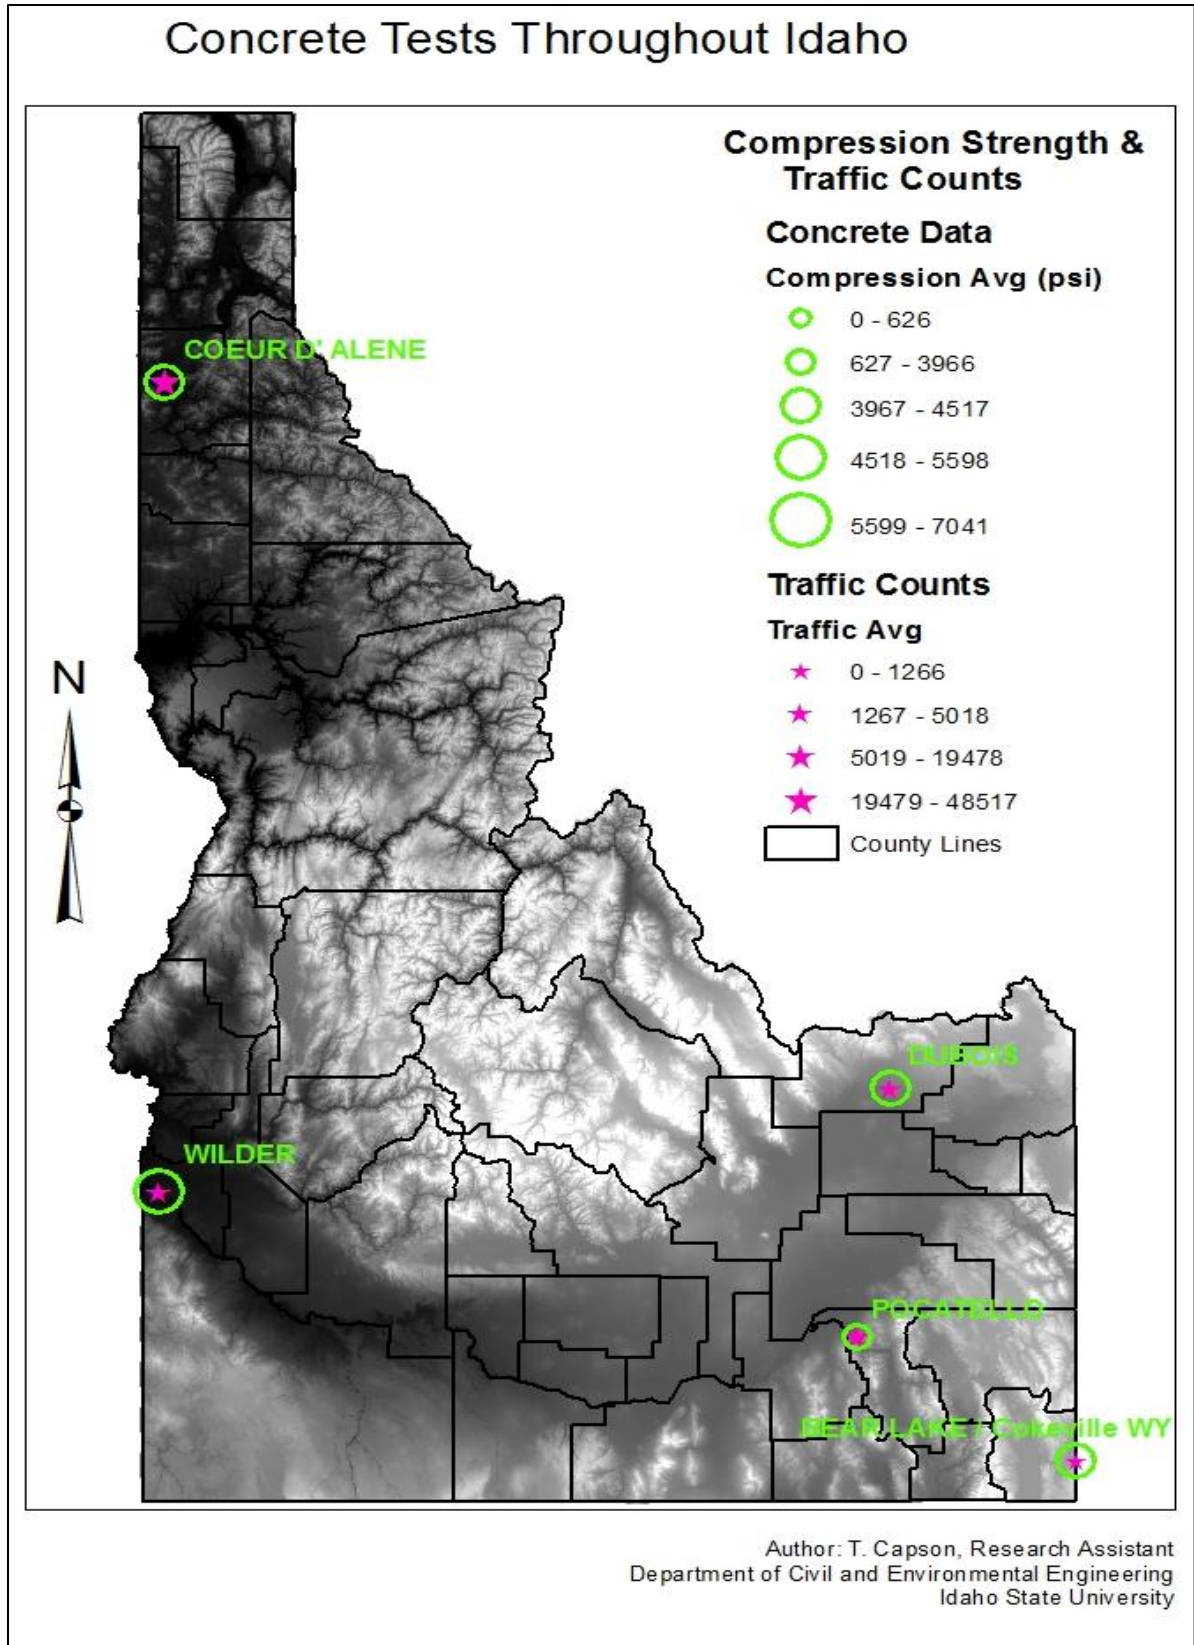 Concrete Tests Throughout Idaho
Compression Strength &
Traffic Counts
Concrete Data
Compression Avg (psi)
0 - 626
627 - 3966
3967 - 4517
4518 - 5598
5599 - 7041
Traffic Counts
Traffic Avg
0 - 1266
1267 - 5018
5019 - 19478
19479 - 48517
County Lines
COEUR D' ALENE
N
DUBOIS
WILDER
POCATELLO
BEAR LAKE / Cokeville WY
Author: T. Capson, Research Assistant
Department of Civil and Environmental Engineering
Idaho State University